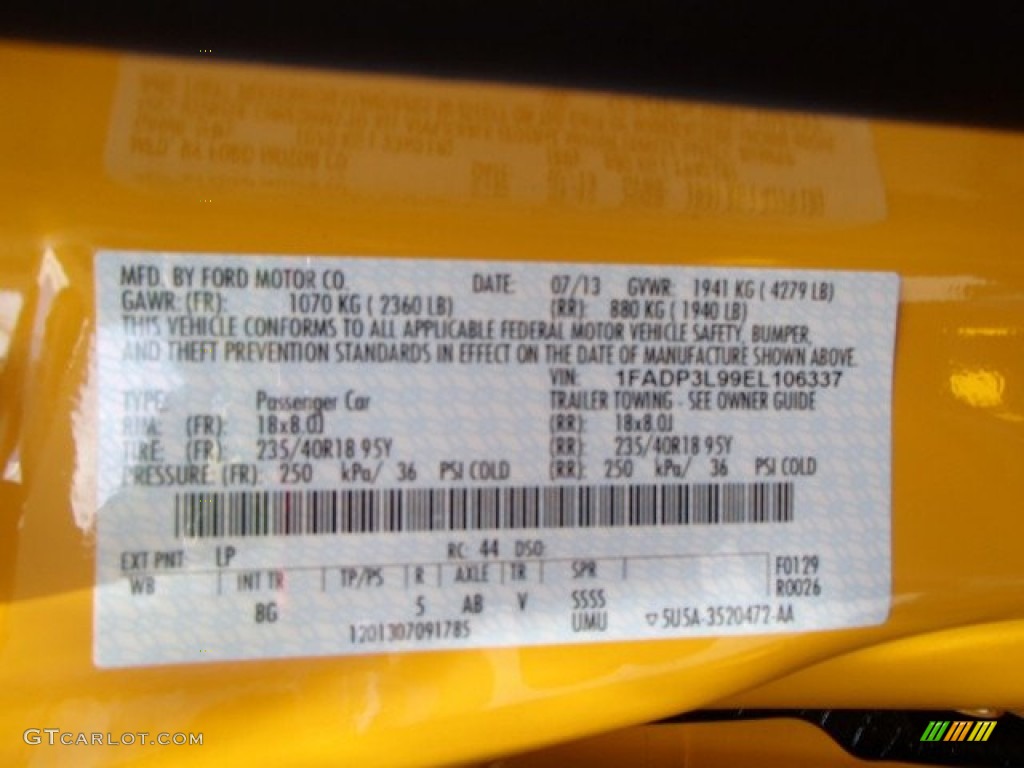 MFD. BY FORD MOTOR CO. DATE: 07/13 GVWR: 1941 KG ( 4279 LB)
GAWR: (FR): 1070 KG ( 2360 LB) (RR): 880 KG ( 1940 LB)
THIS VEHICLE CONFORMS TO ALL APPLICABLE FEDERAL MOTOR VEHICLE SAFETY, BUMPER,
AND THEFT PREVENTION STANDARDS IN EFFECT ON THE DATE OF MANUFACTURE SHOWN ABOVE.
VIN: 1FADP3L99EL106337
TYPE: Passenger Car TRAILER TOWING - SEE OWNER GUIDE
RIM: (FR): 18x8.0J (RR): 18x8.0J
TIRE: (FR): 235/40R18 95Y (RR): 235/40R18 95Y
PRESSURE: (FR): 250 kPa/ 36 PSI COLD (RR): 250 kPa/ 36 PSI COLD
EXT PNT: LP RC: 44 DSO: F0129
WB INT TR TP/PS R AXLE TR SPR R0026
8G 5 AB V SSSS
1201307091785 UMU ▽5U5A-3520472-AA
GTCARLOT.COM